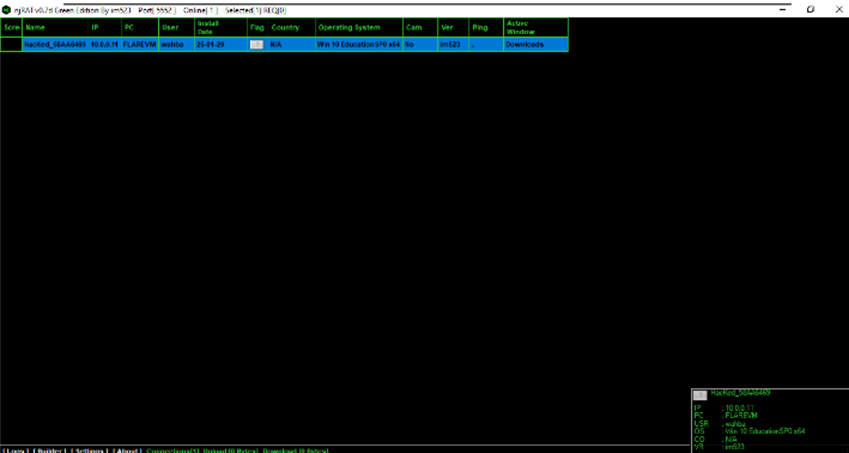 njRAT v0.7d Green Edition By im523 Port[ 5552 ] Online[ 1 ] Selected[1] REQ[0]
Scre Name IP PC User Install Date Flag Country Operating System Cam Ver Ping Active Window
HacKed_58AA6469 10.0.0.11 FLAREVM wahba 25-01-29 N/A Win 10 Education SP0 x64 No im523 Downloads
HacKed_58AA6469
IP : 10.0.0.11
PC : FLAREVM
USR : wahba
OS : Win 10 Education SP0 x64
CO : N/A
VR : im523
[ Logs ] [ Builder ] [ Settings ] [ About ] Connections[1] Upload [0 Bytes] Download [0 Bytes]